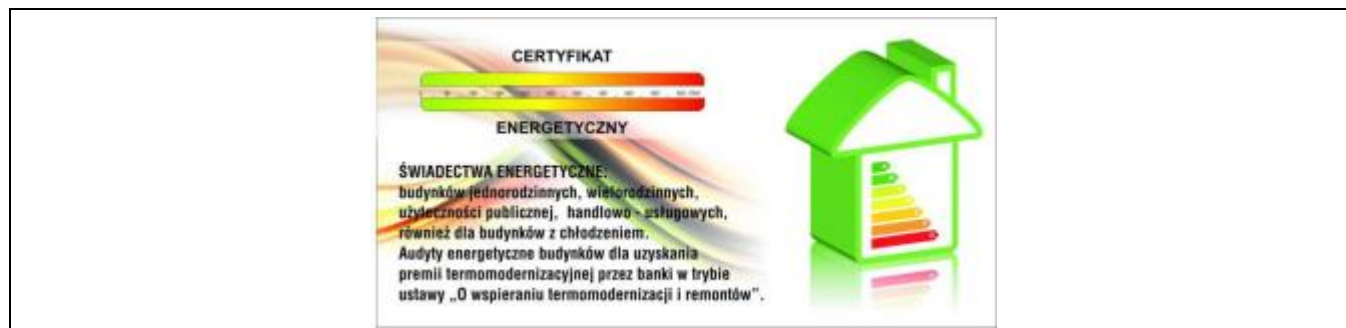 CERTYFIKAT
ENERGETYCZNY
ŚWIADECTWA ENERGETYCZNE:
budynków jednorodzinnych, wielorodzinnych,
użyteczności publicznej, handlowo - usługowych,
również dla budynków z chłodzeniem.
Audyty energetyczne budynków dla uzyskania
premii termomodernizacyjnej przez banki w trybie
ustawy „O wspieraniu termomodernizacji i remontów”.